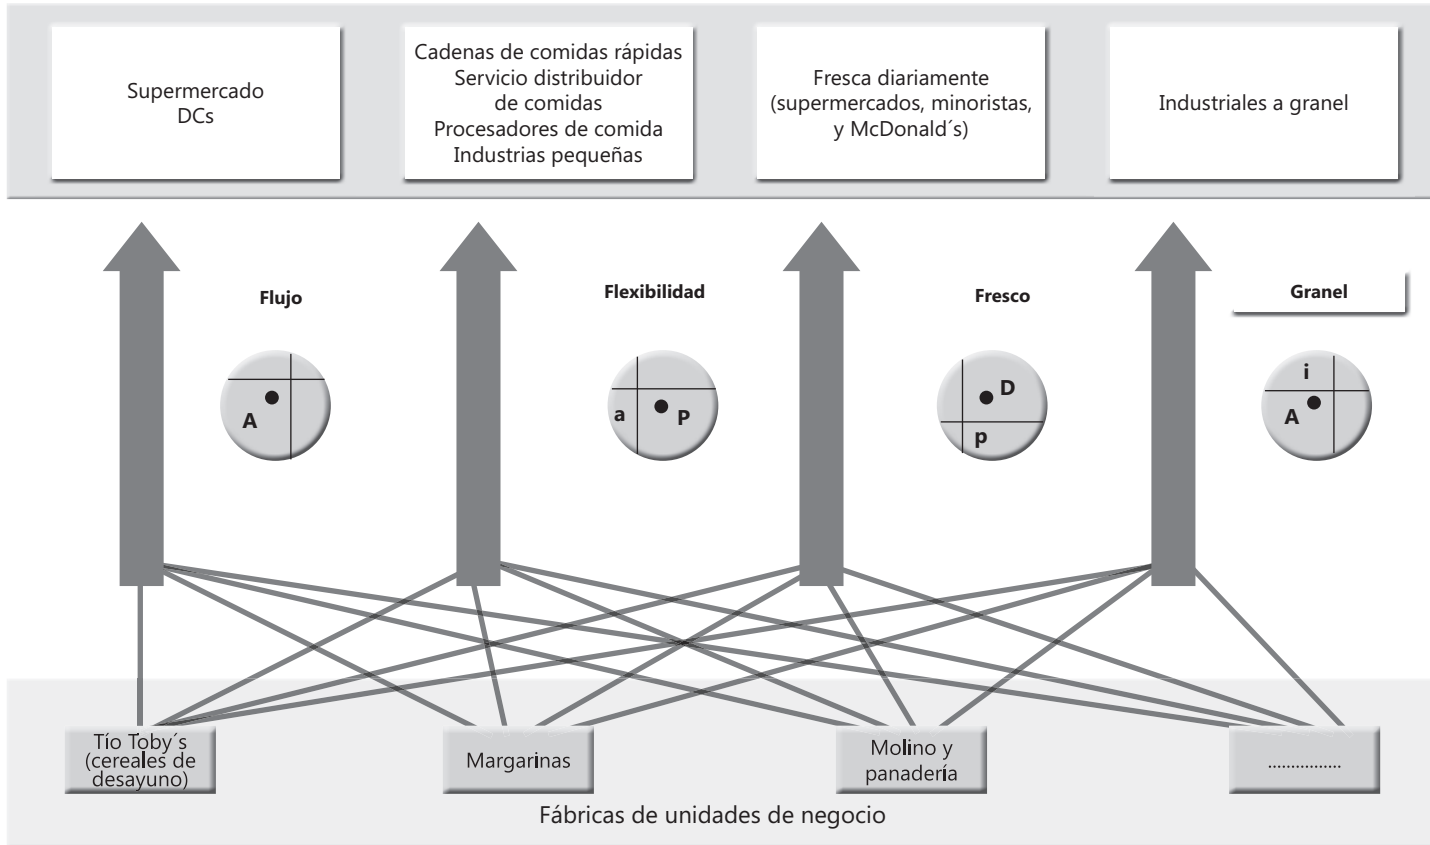 Supermercado
DCs
Cadenas de comidas rápidas
Servicio distribuidor
de comidas
Procesadores de comida
Industrias pequeñas
Fresca diariamente
(supermercados, minoristas,
y McDonald´s)
Industriales a granel
Flujo
Flexibilidad
Fresco
Granel
A
a
P
D
p
i
A
Tío Toby´s
(cereales de
desayuno)
Margarinas
Molino y
panadería
................
Fábricas de unidades de negocio